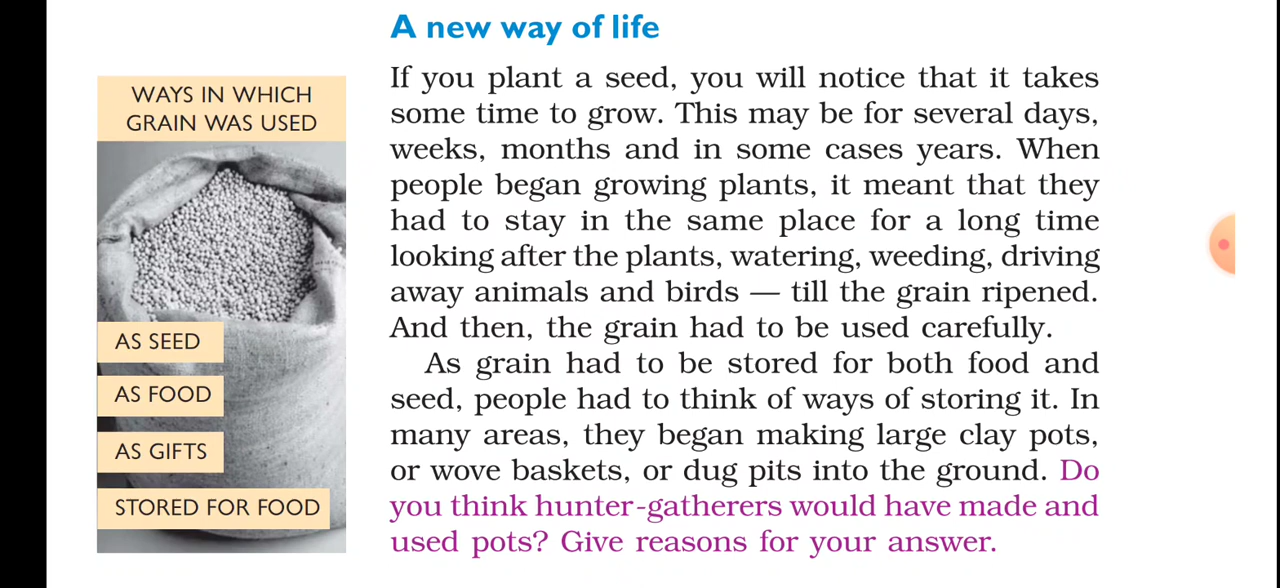 A new way of life
WAYS IN WHICH
GRAIN WAS USED
AS SEED
AS FOOD
AS GIFTS
STORED FOR FOOD
If you plant a seed, you will notice that it takes
some time to grow. This may be for several days,
weeks, months and in some cases years. When
people began growing plants, it meant that they
had to stay in the same place for a long time
looking after the plants, watering, weeding, driving
away animals and birds — till the grain ripened.
And then, the grain had to be used carefully.
As grain had to be stored for both food and
seed, people had to think of ways of storing it. In
many areas, they began making large clay pots,
or wove baskets, or dug pits into the ground. Do
you think hunter-gatherers would have made and
used pots? Give reasons for your answer.